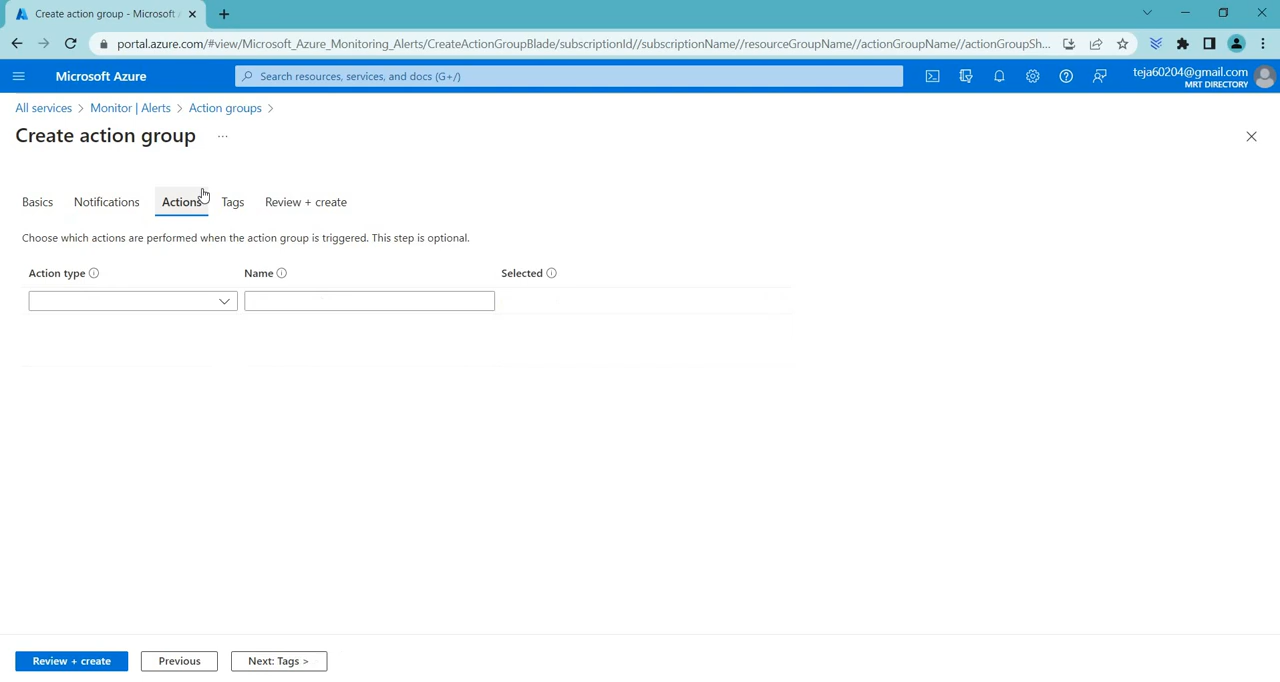 Create action group - Microsoft A
portal.azure.com/#view/Microsoft_Azure_Monitoring_Alerts/CreateActionGroupBlade/subscriptionId//subscriptionName//resourceGroupName//actionGroupName//actionGroupSh...
Microsoft Azure
Search resources, services, and docs (G+/)
teja60204@gmail.com
MRT DIRECTORY
All services > Monitor | Alerts > Action groups >
Create action group ...
Basics Notifications Actions Tags Review + create
Choose which actions are performed when the action group is triggered. This step is optional.
Action type Name Selected
Review + create Previous Next: Tags >